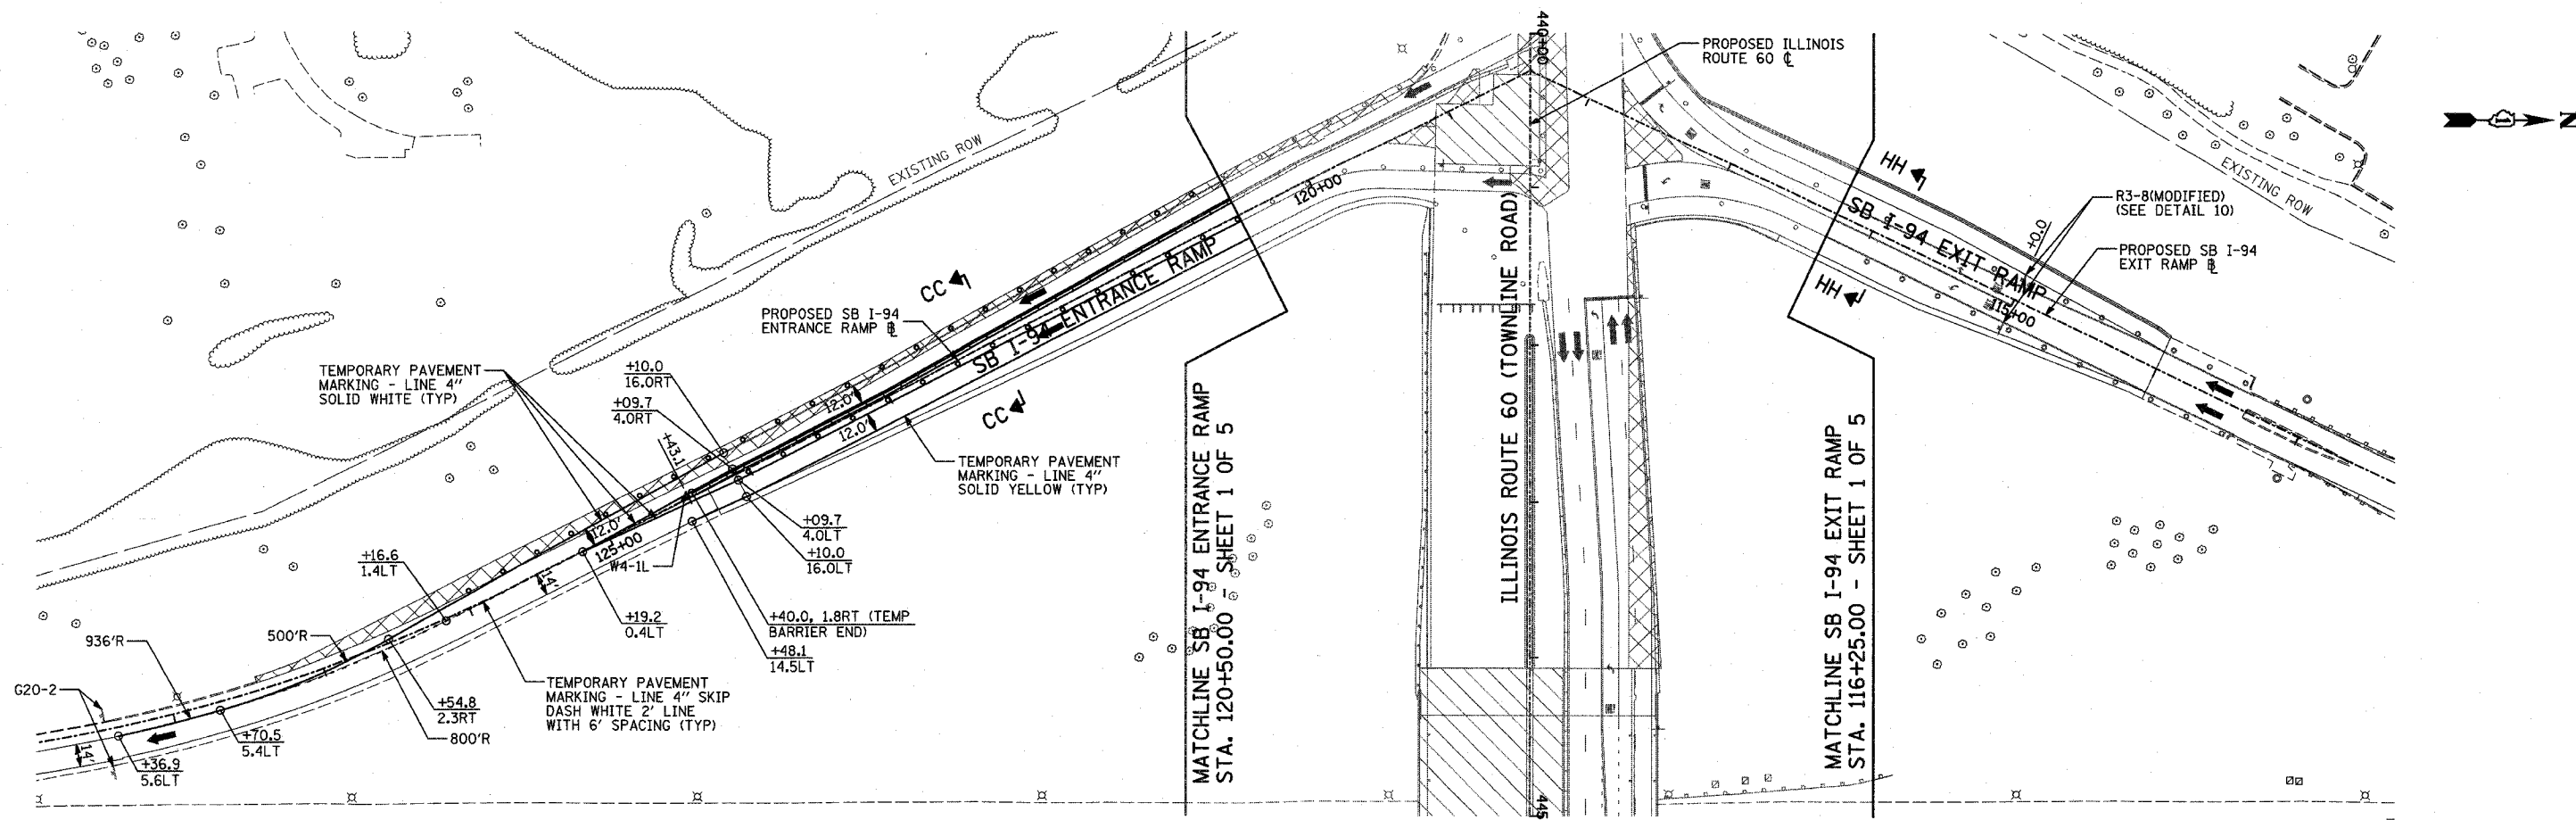 440+00
PROPOSED ILLINOIS
ROUTE 60 ℄
N
EXISTING ROW
120+00
HH
EXISTING ROW
R3-8(MODIFIED)
(SEE DETAIL 10)
+0.0
SB I-94 EXIT RAMP
PROPOSED SB I-94
EXIT RAMP
115+00
HH
CC
PROPOSED SB I-94
ENTRANCE RAMP
SB I-94 ENTRANCE RAMP
CC
TEMPORARY PAVEMENT
MARKING - LINE 4"
SOLID WHITE (TYP)
+10.0
16.0RT
+09.7
4.0RT
+43.1
12.0'
12.0'
TEMPORARY PAVEMENT
MARKING - LINE 4"
SOLID YELLOW (TYP)
12.0'
125+00
W4-1L
+09.7
4.0LT
+10.0
16.0LT
+16.6
1.4LT
14'
+19.2
0.4LT
+40.0, 1.8RT (TEMP
BARRIER END)
+48.1
14.5LT
936'R
500'R
G20-2
TEMPORARY PAVEMENT
MARKING - LINE 4" SKIP
DASH WHITE 2' LINE
WITH 6' SPACING (TYP)
+54.8
2.3RT
800'R
+70.5
5.4LT
14'
+36.9
5.6LT
MATCHLINE SB I-94 ENTRANCE RAMP
STA. 120+50.00 - SHEET 1 OF 5
ILLINOIS ROUTE 60 (TOWNLINE ROAD)
MATCHLINE SB I-94 EXIT RAMP
STA. 116+25.00 - SHEET 1 OF 5
445